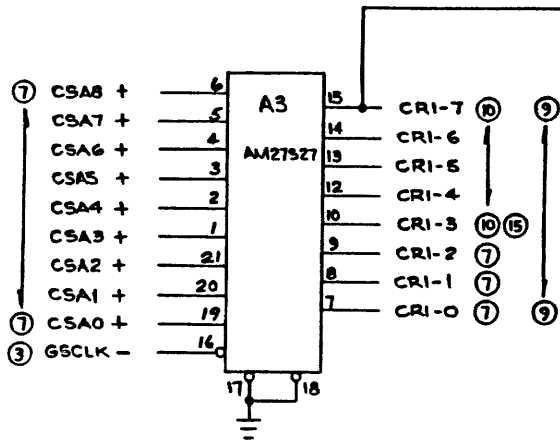 ⑦ CSA8 + 6 15 CR1-7 ⑩ ⑨
A3
CSA7 + 5 14 CR1-6
AM27S27
CSA6 + 4 13 CR1-5
CSA5 + 3 12 CR1-4
CSA4 + 2 10 CR1-3 ⑩ ⑮
CSA3 + 1 9 CR1-2 ⑦
CSA2 + 21 8 CR1-1 ⑦
CSA1 + 20 7 CR1-0 ⑦ ⑨
⑦ CSA0 + 19
③ GSCLK - 16
17 18